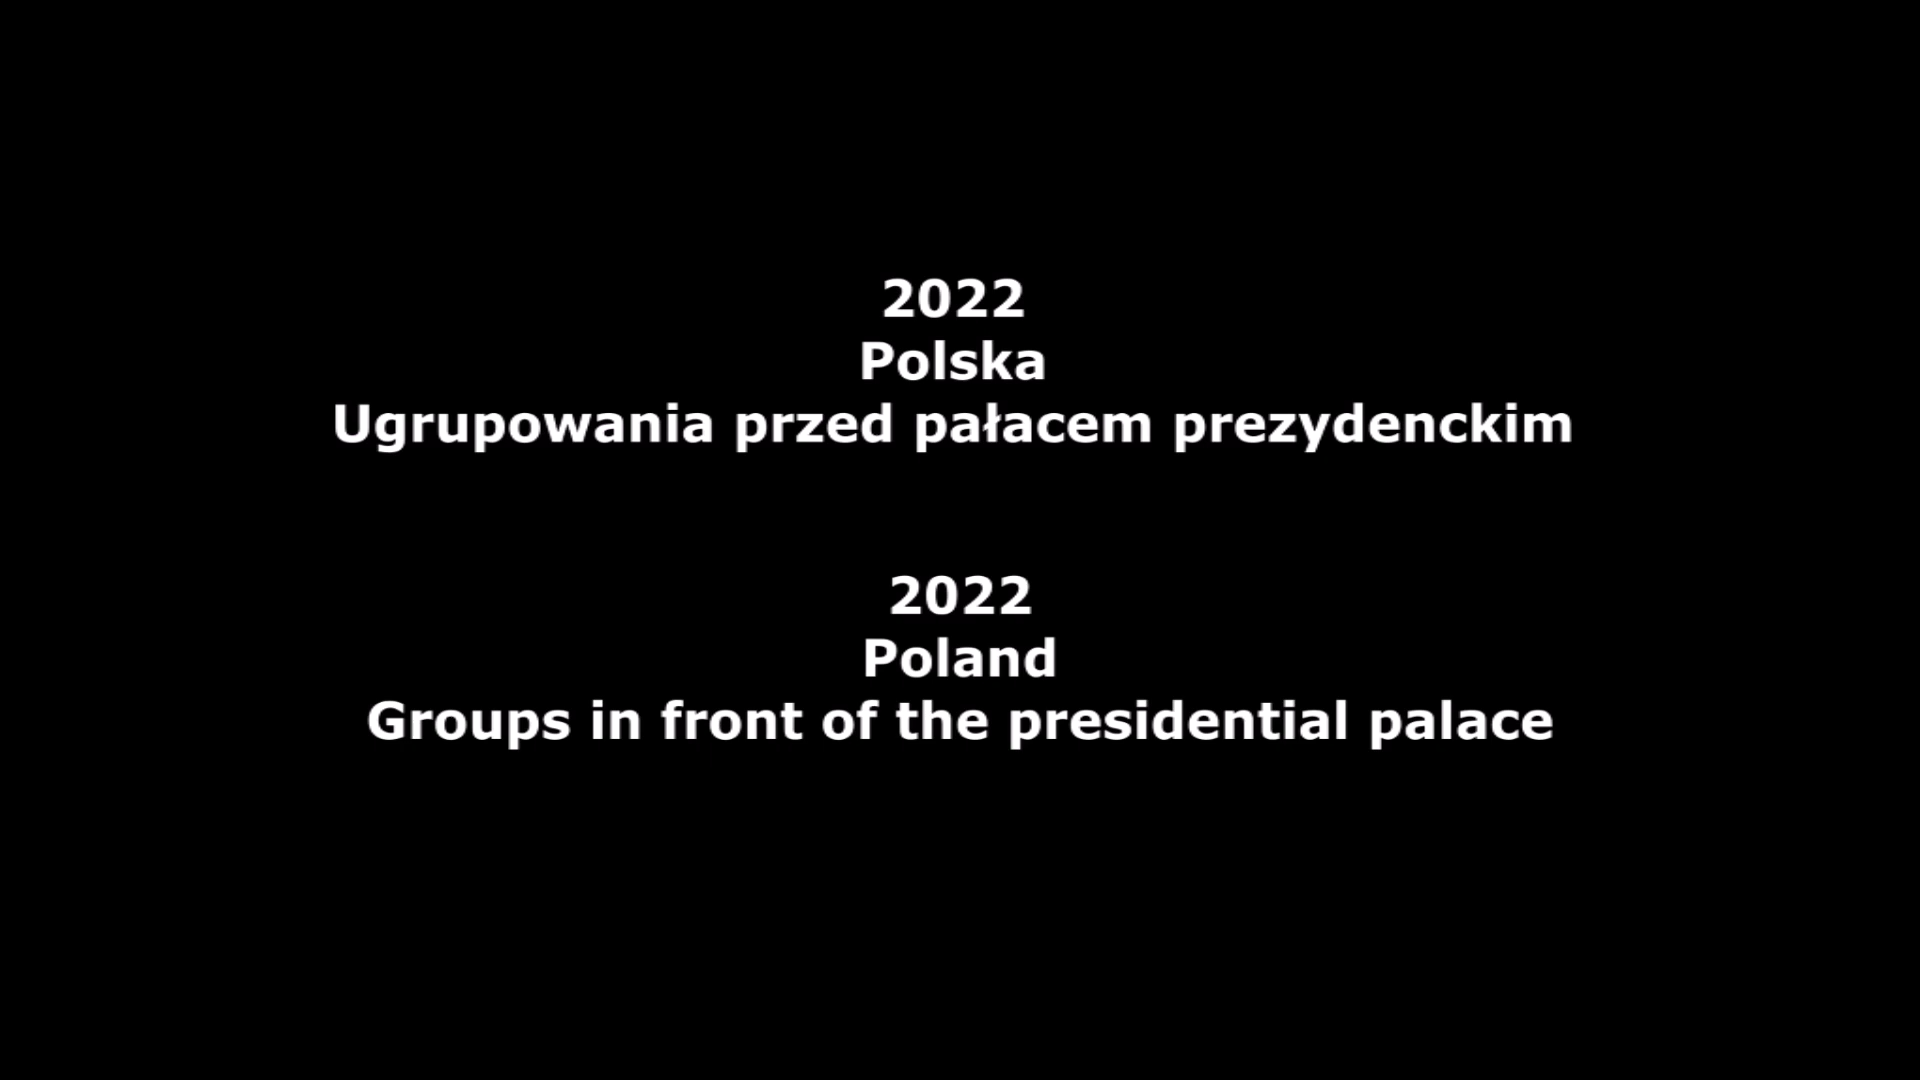 2022
Polska
Ugrupowania przed pałacem prezydenckim
2022
Poland
Groups in front of the presidential palace